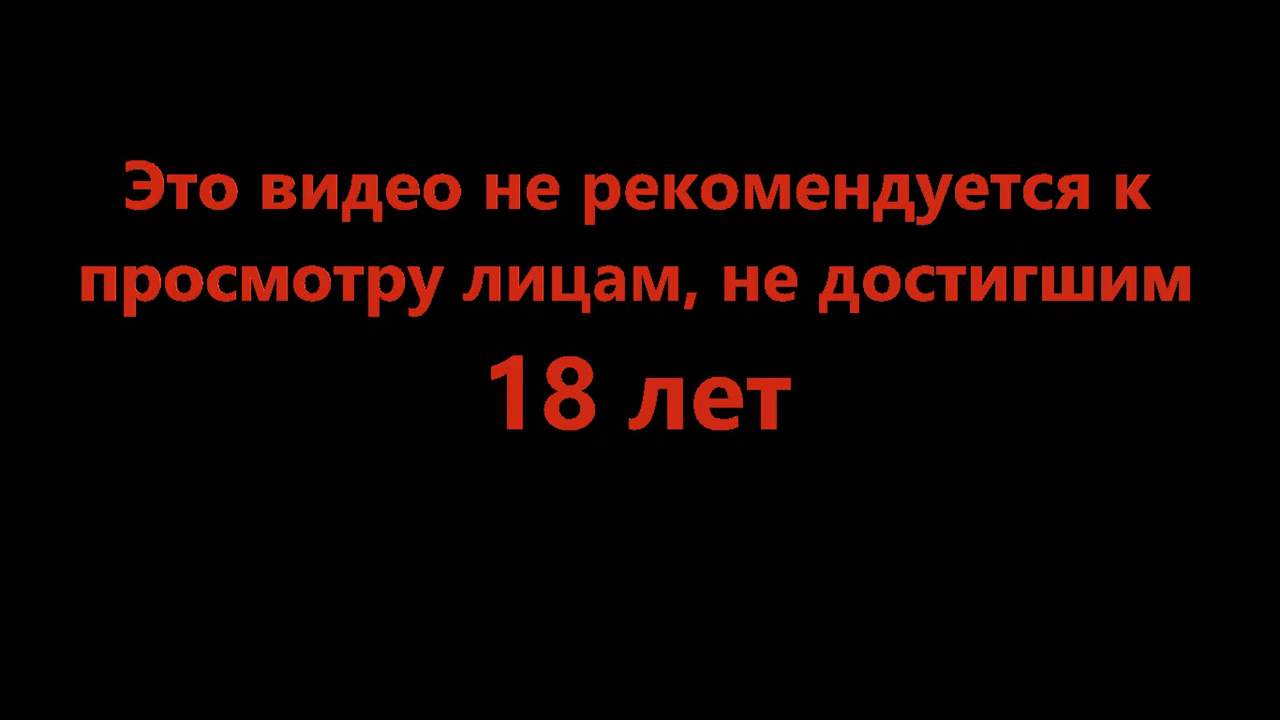 Это видео не рекомендуется к
просмотру лицам, не достигшим
18 лет